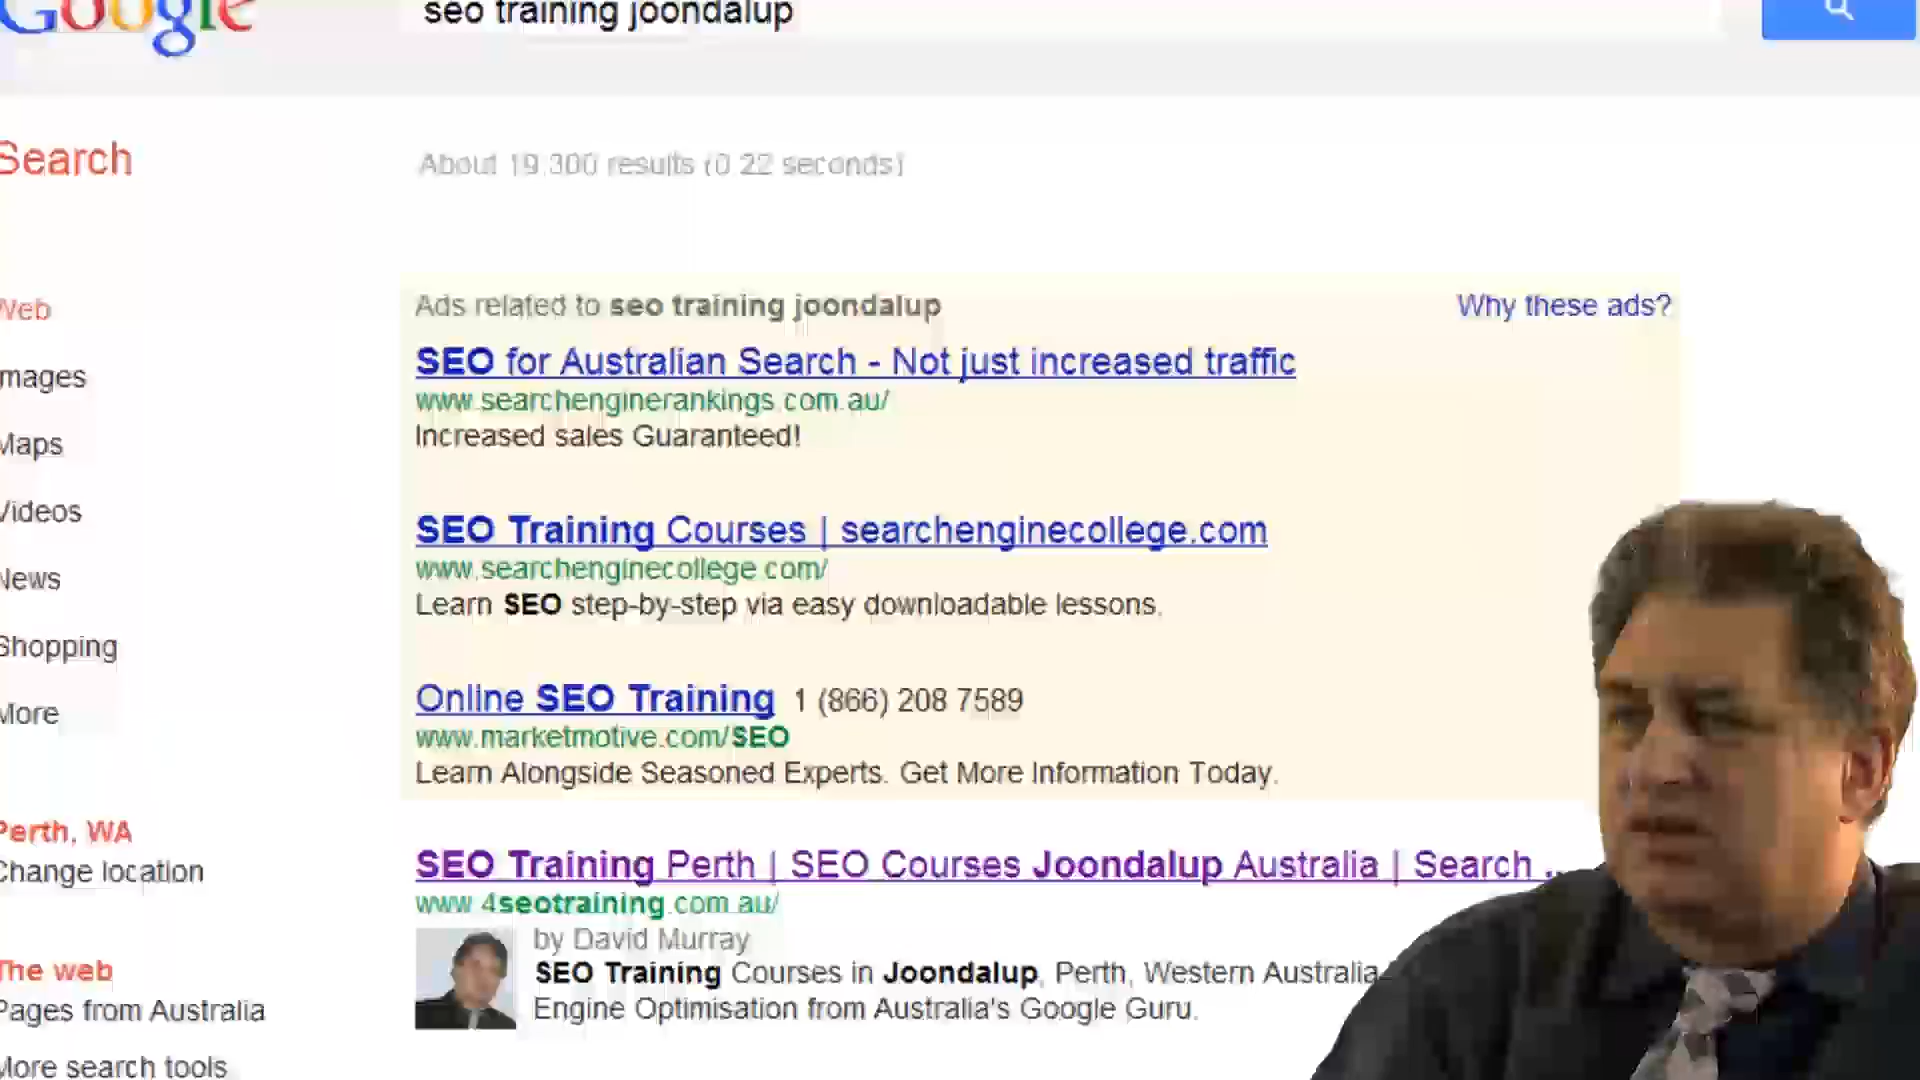 Google
seo training joondalup
Search
About 19,300 results (0.22 seconds)
Web
Images
Maps
Videos
News
Shopping
More
Perth, WA
Change location
The web
Pages from Australia
More search tools
Ads related to seo training joondalup
Why these ads?
SEO for Australian Search - Not just increased traffic
www.searchenginerankings.com.au/
Increased sales Guaranteed!
SEO Training Courses | searchenginecollege.com
www.searchenginecollege.com/
Learn SEO step-by-step via easy downloadable lessons.
Online SEO Training 1 (866) 208 7589
www.marketmotive.com/SEO
Learn Alongside Seasoned Experts. Get More Information Today.
SEO Training Perth | SEO Courses Joondalup Australia | Search ...
www.4seotraining.com.au/
by David Murray
SEO Training Courses in Joondalup, Perth, Western Australia
Engine Optimisation from Australia's Google Guru.